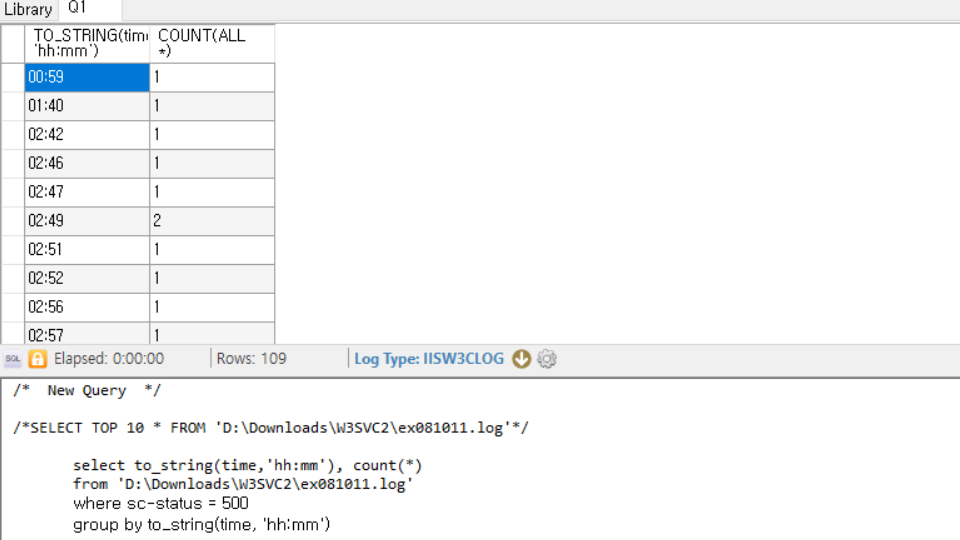 Library Q1
TO_STRING(time, COUNT(ALL
'hh:mm') *)
00:59 1
01:40 1
02:42 1
02:46 1
02:47 1
02:49 2
02:51 1
02:52 1
02:56 1
02:57 1
SQL Elapsed: 0:00:00 Rows: 109 Log Type: IISW3CLOG
/* New Query */
/*SELECT TOP 10 * FROM 'D:\Downloads\W3SVC2\ex081011.log'*/
select to_string(time,'hh:mm'), count(*)
from 'D:\Downloads\W3SVC2\ex081011.log'
where sc-status = 500
group by to_string(time, 'hh:mm')